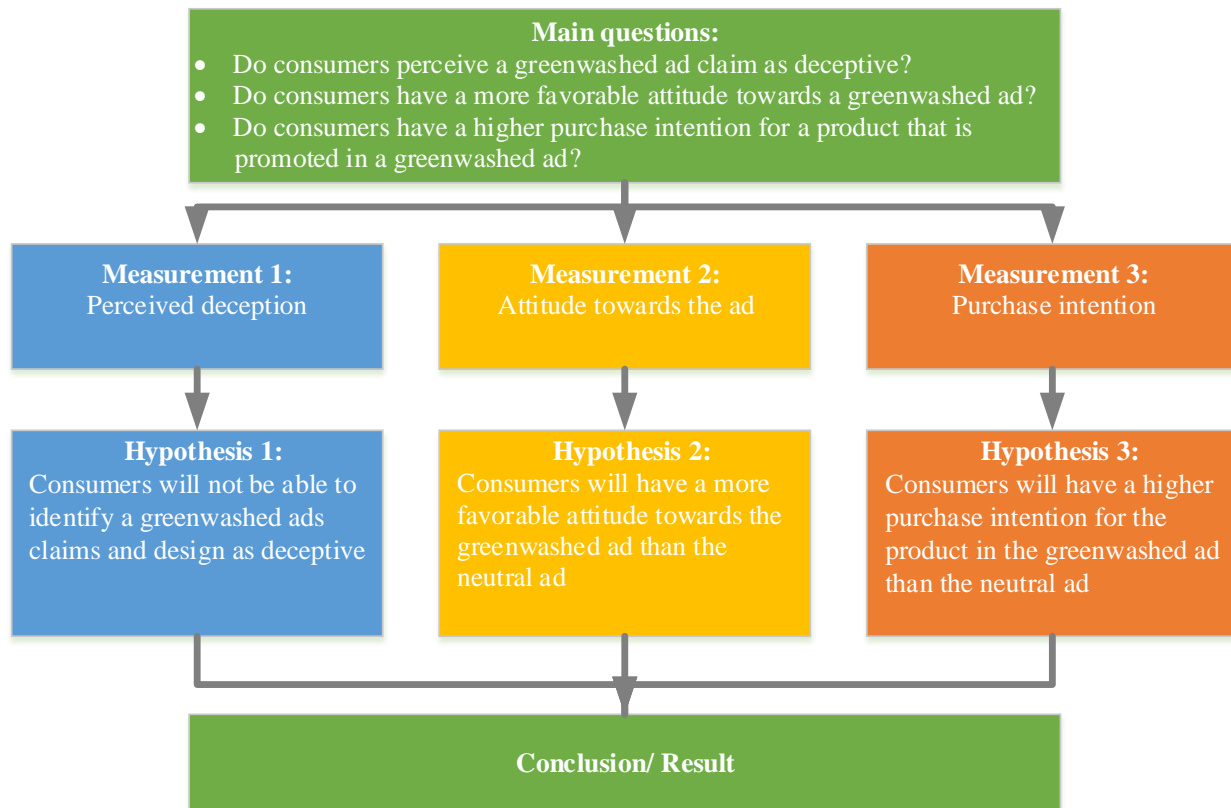 Main questions:
• Do consumers perceive a greenwashed ad claim as deceptive?
• Do consumers have a more favorable attitude towards a greenwashed ad?
• Do consumers have a higher purchase intention for a product that is
promoted in a greenwashed ad?
Measurement 1:
Perceived deception
Measurement 2:
Attitude towards the ad
Measurement 3:
Purchase intention
Hypothesis 1:
Consumers will not be able to
identify a greenwashed ads
claims and design as deceptive
Hypothesis 2:
Consumers will have a more
favorable attitude towards the
greenwashed ad than the
neutral ad
Hypothesis 3:
Consumers will have a higher
purchase intention for the
product in the greenwashed ad
than the neutral ad
Conclusion/ Result